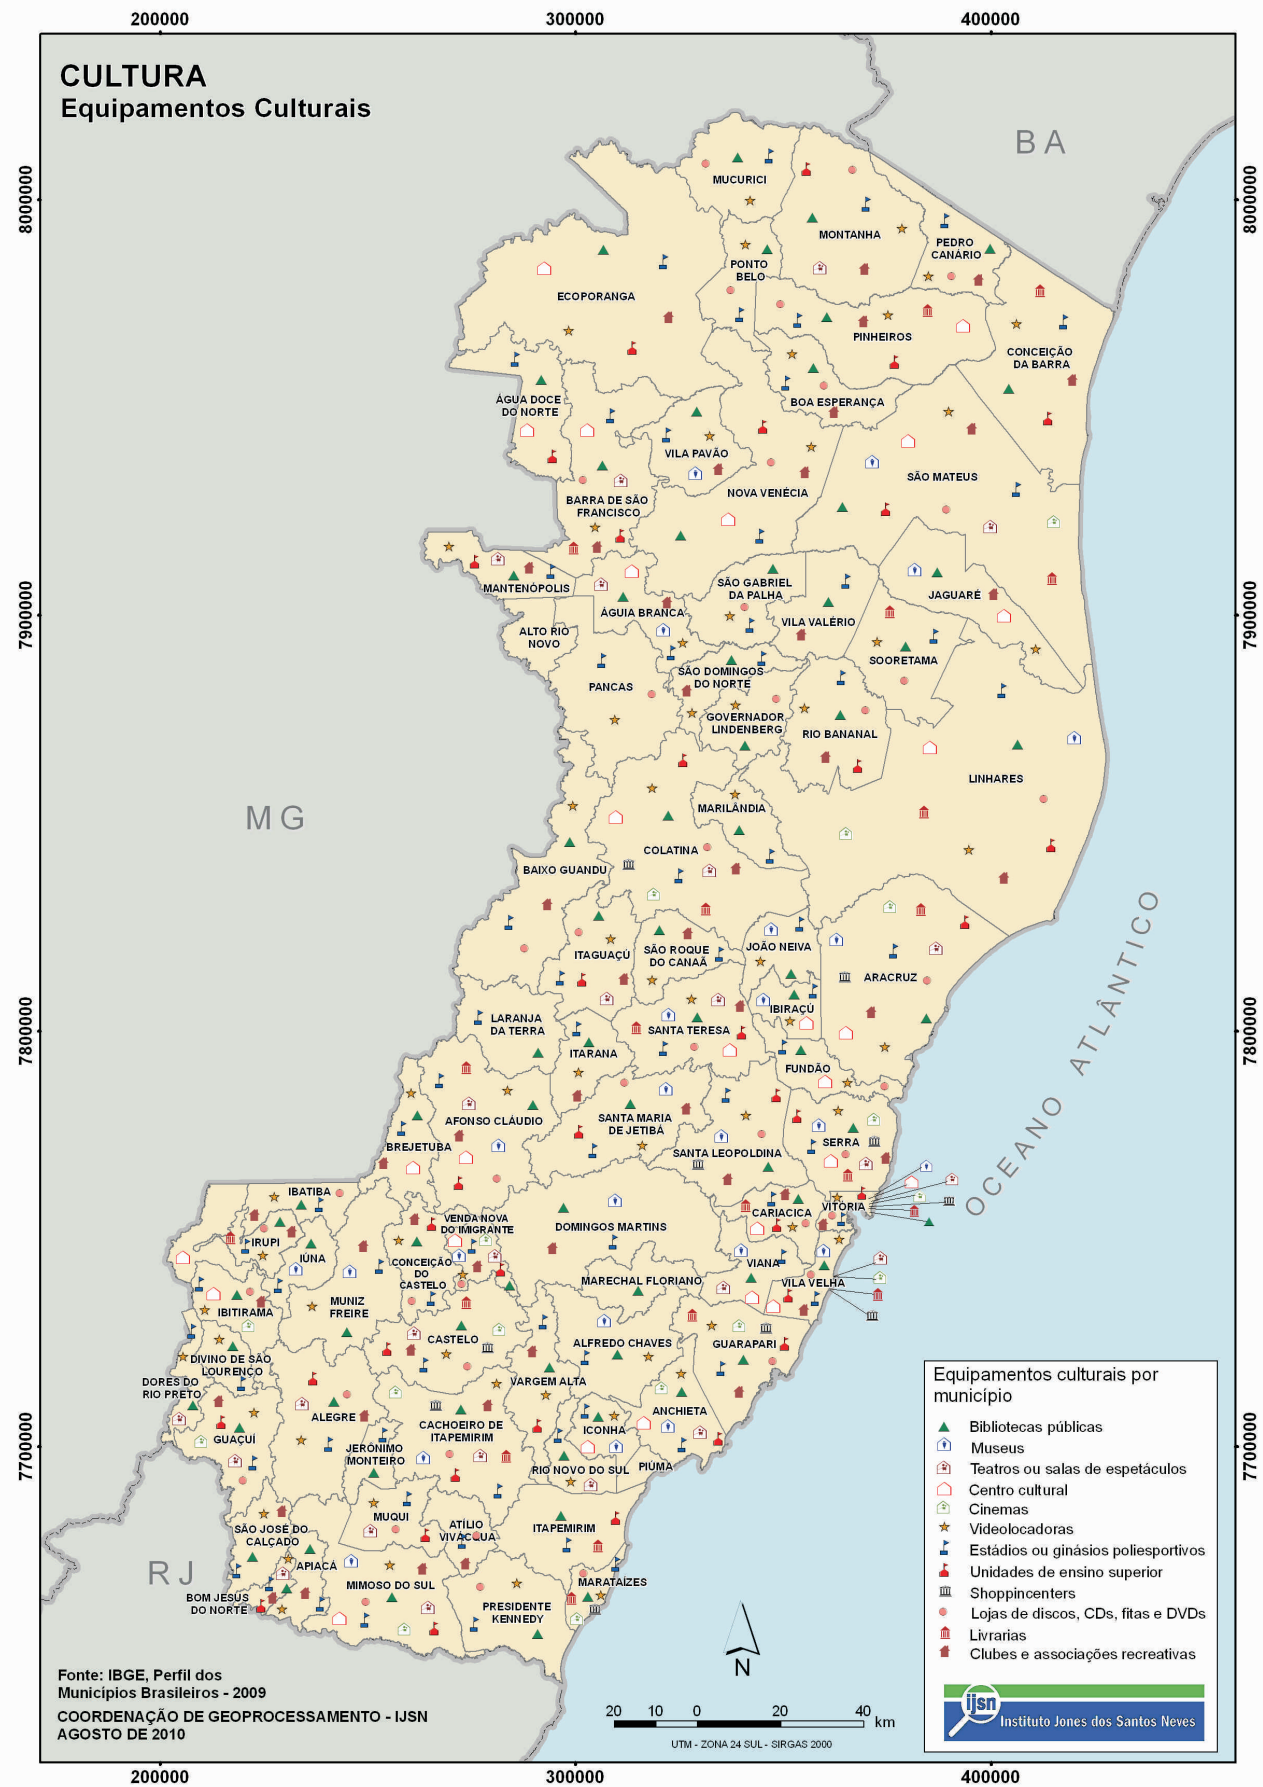 200000
300000
400000
CULTURA
Equipamentos Culturais
BA
8000000
8000000
MUCURICI
MONTANHA
PEDRO
CANÁRIO
PONTO
BELO
ECOPORANGA
PINHEIROS
CONCEIÇÃO
DA BARRA
ÁGUA DOCE
DO NORTE
BOA ESPERANÇA
VILA PAVÃO
SÃO MATEUS
NOVA VENÉCIA
BARRA DE SÃO
FRANCISCO
MANTENÓPOLIS
SÃO GABRIEL
DA PALHA
JAGUARÉ
ÁGUIA BRANCA
VILA VALÉRIO
7900000
7900000
ALTO RIO
NOVO
SOORETAMA
SÃO DOMINGOS
DO NORTE
PANCAS
GOVERNADOR
LINDENBERG
RIO BANANAL
LINHARES
MG
MARILÂNDIA
COLATINA
BAIXO GUANDU
ITAGUAÇÚ
SÃO ROQUE
DO CANAÃ
JOÃO NEIVA
ARACRUZ
OCEANO ATLÂNTICO
LARANJA
DA TERRA
IBIRAÇÚ
SANTA TERESA
7800000
7800000
ITARANA
FUNDÃO
AFONSO CLÁUDIO
SANTA MARIA
DE JETIBÁ
BREJETUBA
SERRA
SANTA LEOPOLDINA
IBATIBA
VITÓRIA
CARIACICA
VENDA NOVA
DO IMIGRANTE
DOMINGOS MARTINS
IRUPI
IÚNA
CONCEIÇÃO
DO
CASTELO
VIANA
VILA VELHA
MARECHAL FLORIANO
IBITIRAMA
MUNIZ
FREIRE
CASTELO
ALFREDO CHAVES
GUARAPARI
DIVINO DE SÃO
LOURENÇO
DORES DO
RIO PRETO
VARGEM ALTA
ANCHIETA
ALEGRE
CACHOEIRO DE
ITAPEMIRIM
ICONHA
GUAÇUÍ
JERÔNIMO
MONTEIRO
RIO NOVO DO SUL
PIÚMA
7700000
7700000
MUQUI
ATÍLIO
VIVÁCQUA
ITAPEMIRIM
SÃO JOSÉ DO
CALÇADO
APIACÁ
RJ
MIMOSO DO SUL
MARATAÍZES
BOM JESUS
DO NORTE
PRESIDENTE
KENNEDY
Equipamentos culturais por
município
Bibliotecas públicas
Museus
Teatros ou salas de espetáculos
Centro cultural
Cinemas
Videolocadoras
Estádios ou ginásios poliesportivos
Unidades de ensino superior
Shoppincenters
Lojas de discos, CDs, fitas e DVDs
Livrarias
Clubes e associações recreativas
ijsn
Instituto Jones dos Santos Neves
Fonte: IBGE, Perfil dos
Municípios Brasileiros - 2009
COORDENAÇÃO DE GEOPROCESSAMENTO - IJSN
AGOSTO DE 2010
N
20 10 0 20 40
km
UTM - ZONA 24 SUL - SIRGAS 2000
200000
300000
400000